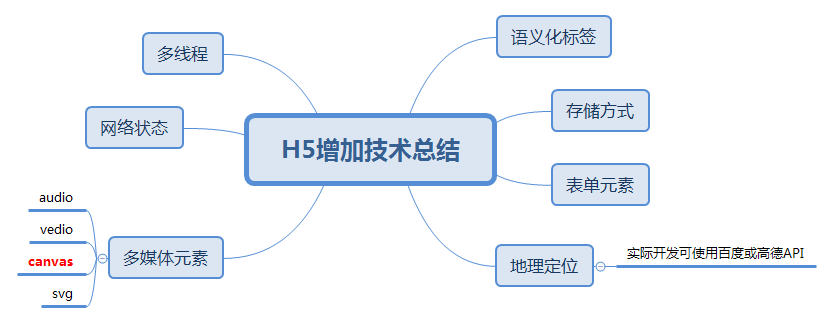 H5增加技术总结
语义化标签
存储方式
表单元素
地理定位
实际开发可使用百度或高德API
多线程
网络状态
多媒体元素
audio
vedio
canvas
svg